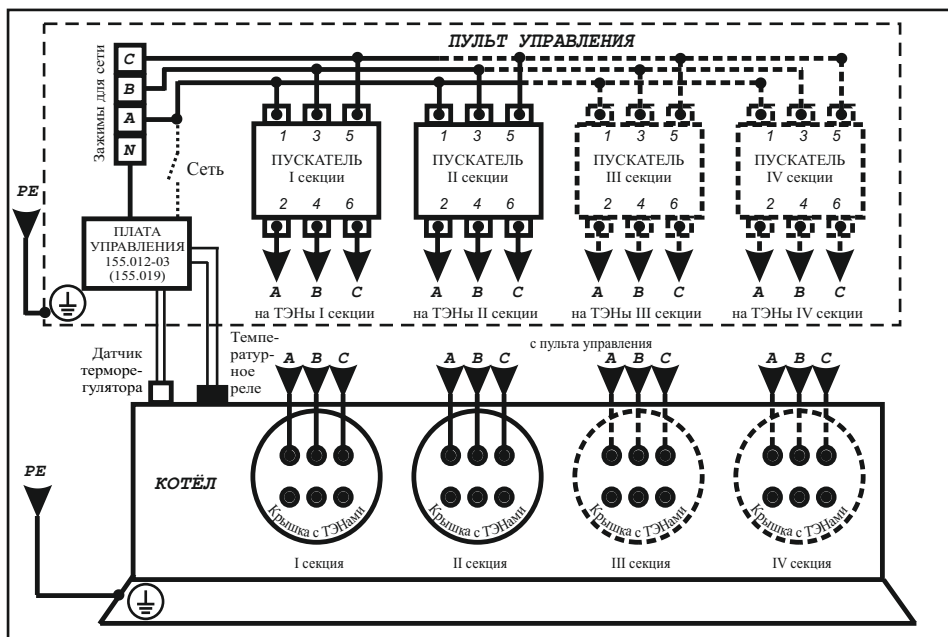 ПУЛЬТ УПРАВЛЕНИЯ
Зажимы для сети
C
B
A
N
Сеть
PE
1 3 5
ПУСКАТЕЛЬ
I секции
2 4 6
1 3 5
ПУСКАТЕЛЬ
II секции
2 4 6
1 3 5
ПУСКАТЕЛЬ
III секции
2 4 6
1 3 5
ПУСКАТЕЛЬ
IV секции
2 4 6
ПЛАТА
УПРАВЛЕНИЯ
155.012-03
(155.019)
A B C
A B C
A B C
A B C
на ТЭНы I секции
на ТЭНы II секции
на ТЭНы III секции
на ТЭНы IV секции
Датчик
терморе-
гулятора
Темпе-
ратур-
ное
реле
с пульта управления
A B C
A B C
A B C
A B C
PE
КОТЁЛ
Крышка с ТЭНами
Крышка с ТЭНами
Крышка с ТЭНами
Крышка с ТЭНами
I секция
II секция
III секция
IV секция